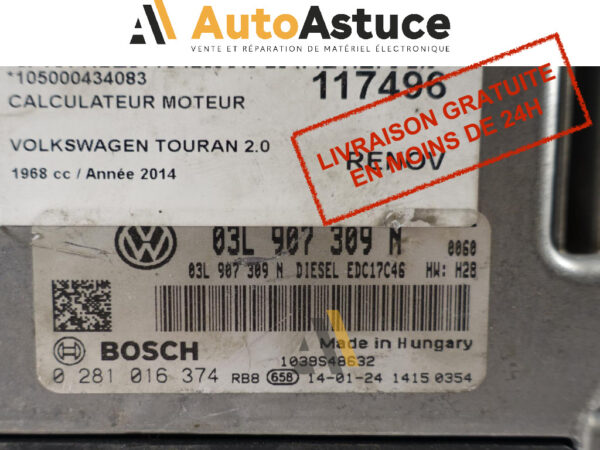 AutoAstuce
VENTE ET RÉPARATION DE MATÉRIEL ÉLECTRONIQUE
*105000434083
117496
CALCULATEUR MOTEUR
VOLKSWAGEN TOURAN 2.0
RENOV
1968 cc / Année 2014
LIVRAISON GRATUITE
EN MOINS DE 24H
03L 907 309 N
0060
03L 907 309 N DIESEL EDC17C46 HW: H28
Made in Hungary
BOSCH
1039S48632
0 281 016 374 RB8 658 14-01-24 1415 0354